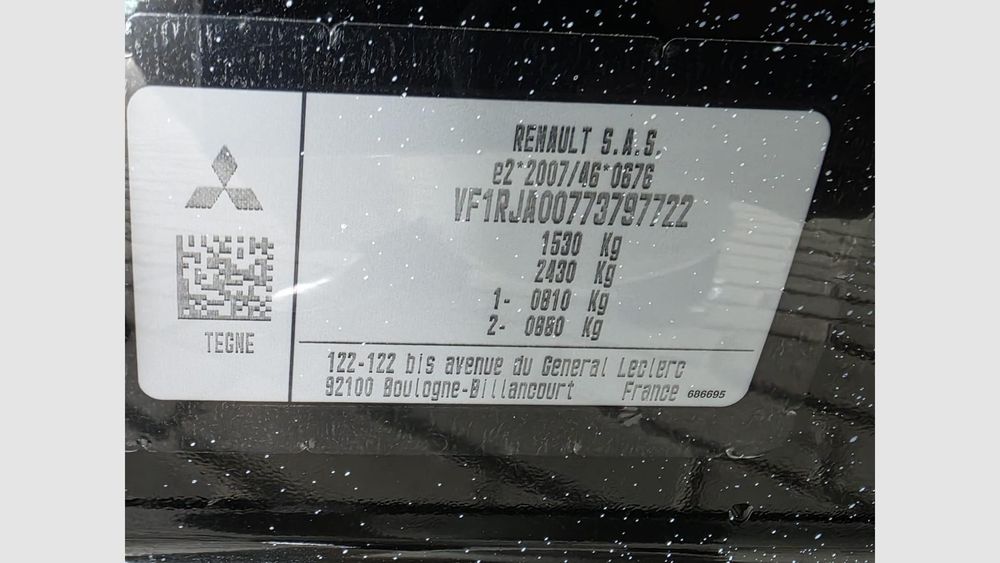 RENAULT S.A.S.
e2*2007/46*0676
VF1RJA00773797722
1530 Kg
2430 Kg
1- 0810 Kg
2- 0860 Kg
TEGNE
122-122 bis avenue du General Leclerc
92100 Boulogne-Billancourt France 686695